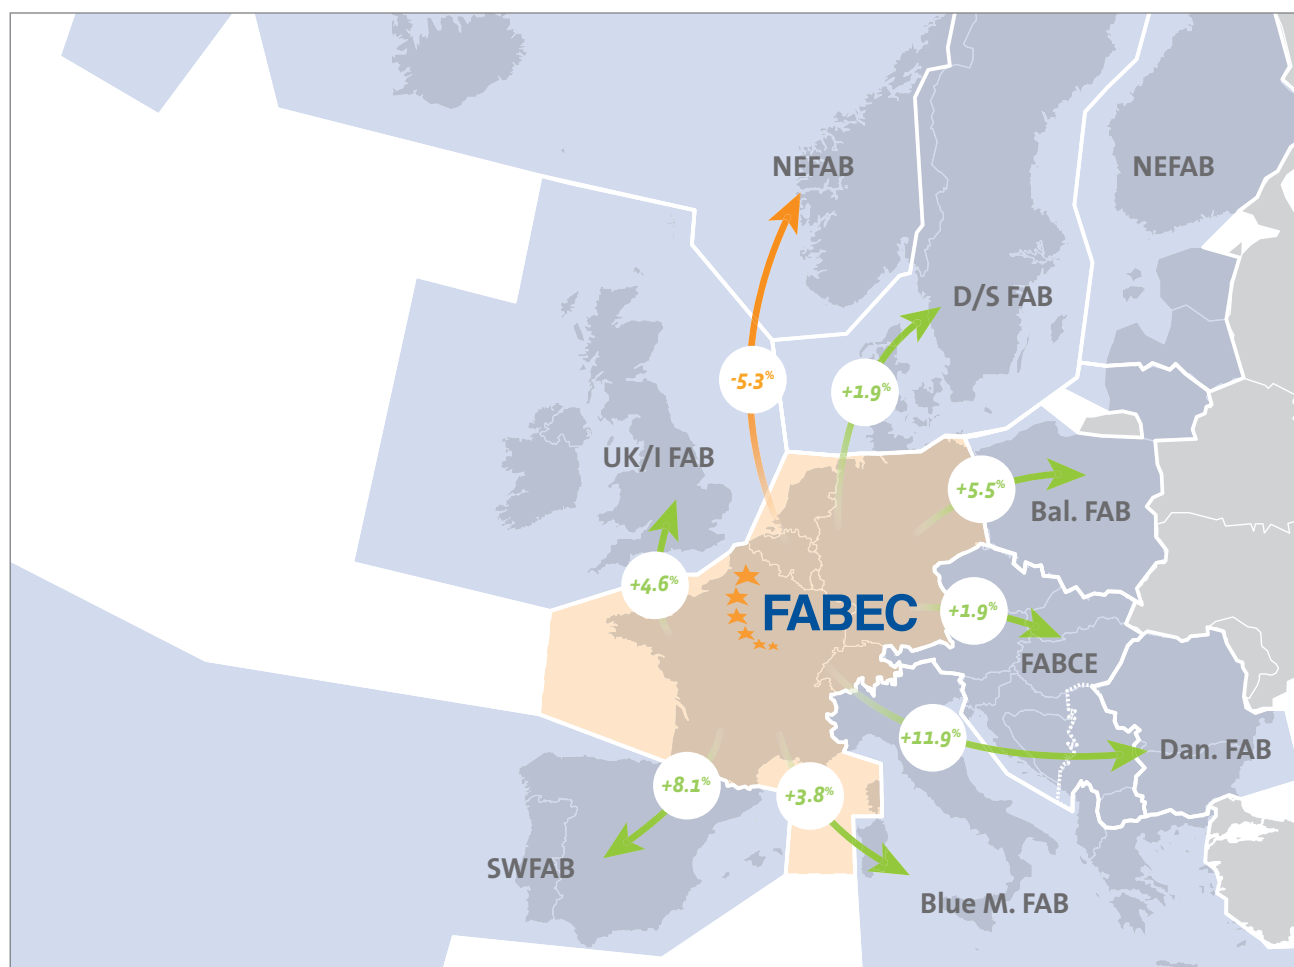 NEFAB
NEFAB
D/S FAB
-5.3%
+1.9%
UK/I FAB
+5.5%
Bal. FAB
+4.6%
FABEC
+1.9%
FABCE
+11.9%
Dan. FAB
+8.1%
+3.8%
SWFAB
Blue M. FAB